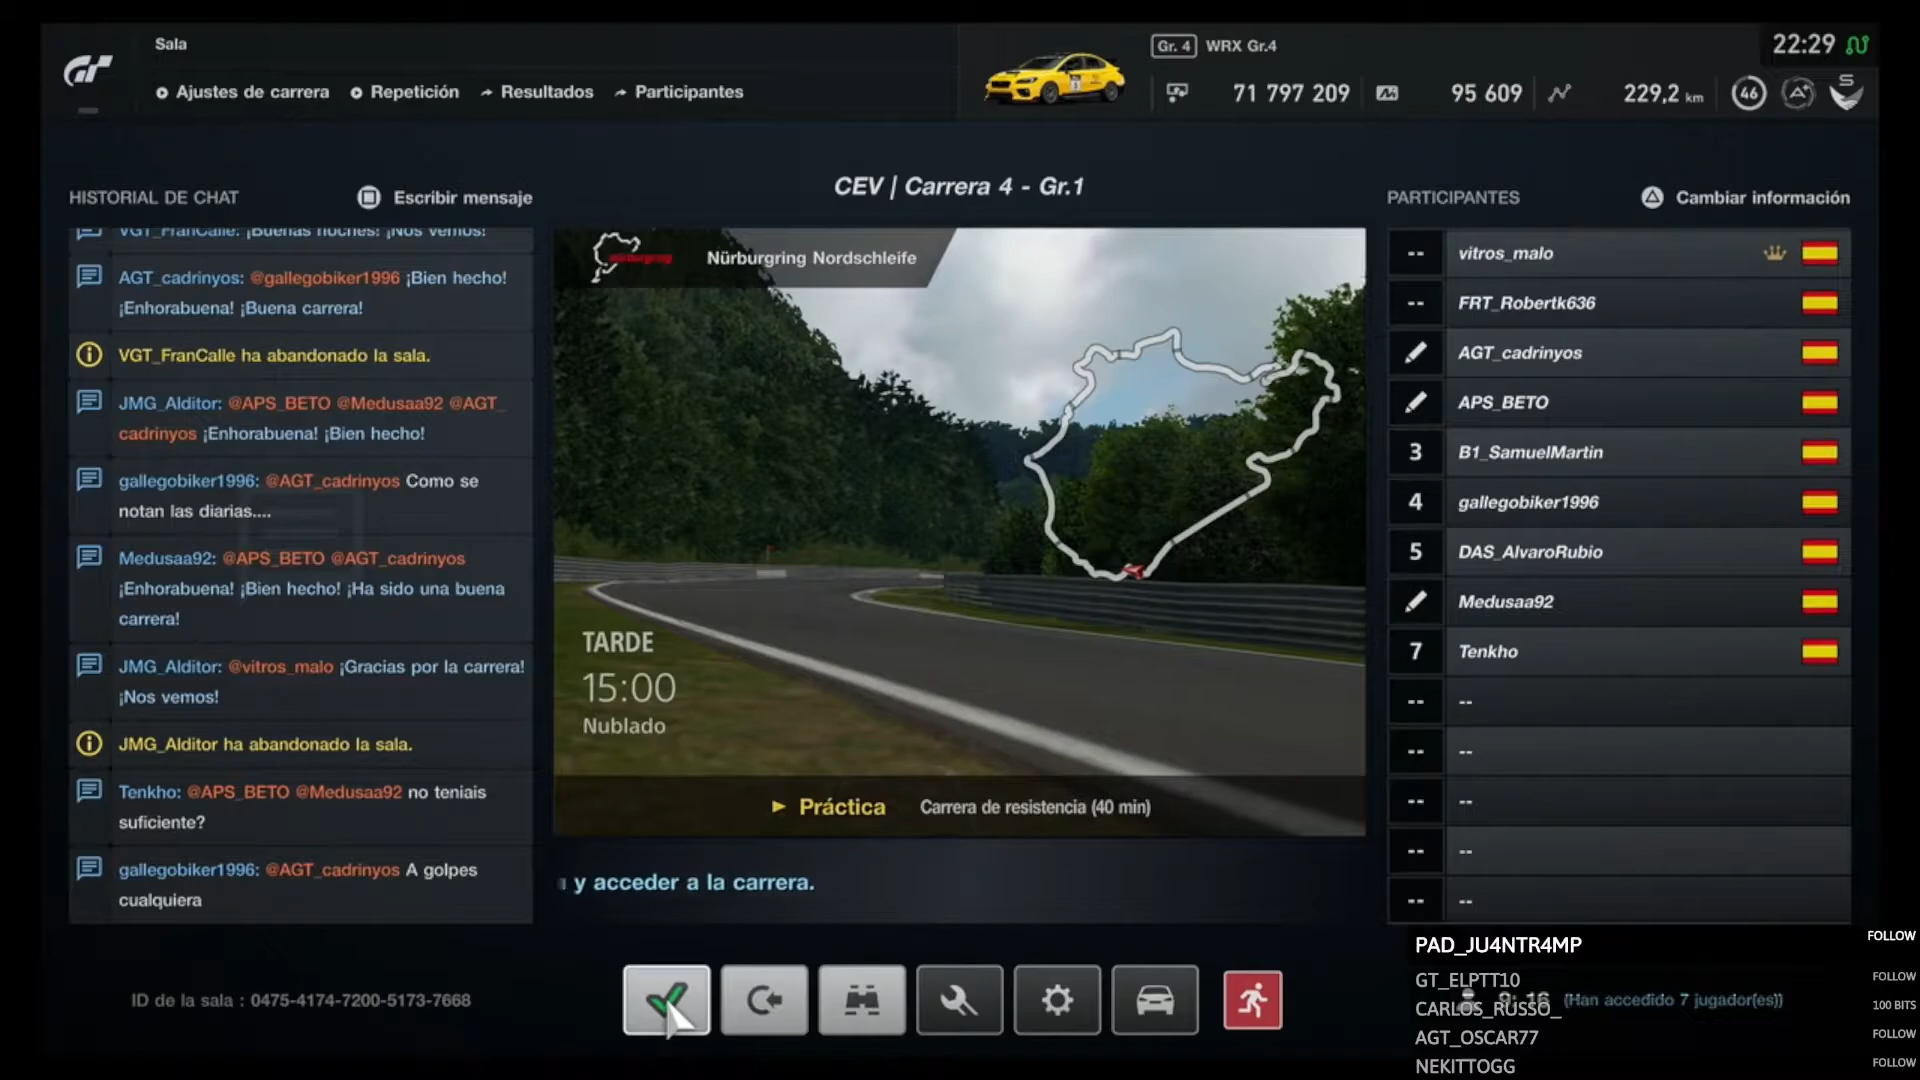 Sala
Ajustes de carrera Repetición Resultados Participantes
Gr. 4 WRX Gr.4
71 797 209 95 609 229,2 km 46 A+ S
22:29
HISTORIAL DE CHAT Escribir mensaje
VGT_FranCalle: ¡Buenas noches! ¡Nos vemos!
AGT_cadrinyos: @gallegobiker1996 ¡Bien hecho!
¡Enhorabuena! ¡Buena carrera!
VGT_FranCalle ha abandonado la sala.
JMG_Alditor: @APS_BETO @Medusaa92 @AGT_
cadrinyos ¡Enhorabuena! ¡Bien hecho!
gallegobiker1996: @AGT_cadrinyos Como se
notan las diarias....
Medusaa92: @APS_BETO @AGT_cadrinyos
¡Enhorabuena! ¡Bien hecho! ¡Ha sido una buena
carrera!
JMG_Alditor: @vitros_malo ¡Gracias por la carrera!
¡Nos vemos!
JMG_Alditor ha abandonado la sala.
Tenkho: @APS_BETO @Medusaa92 no teniais
suficiente?
gallegobiker1996: @AGT_cadrinyos A golpes
cualquiera
ID de la sala : 0475-4174-7200-5173-7668
CEV | Carrera 4 - Gr.1
Nürburgring Nordschleife
TARDE
15:00
Nublado
Práctica Carrera de resistencia (40 min)
y acceder a la carrera.
PARTICIPANTES Cambiar información
-- vitros_malo
-- FRT_Robertk636
AGT_cadrinyos
APS_BETO
3 B1_SamuelMartin
4 gallegobiker1996
5 DAS_AlvaroRubio
Medusaa92
7 Tenkho
-- --
-- --
-- --
-- --
-- --
PAD_JU4NTR4MP FOLLOW
GT_ELPTT10 FOLLOW
(Han accedido 7 jugador(es))
CARLOS_RUSSO_ 100 BITS
AGT_OSCAR77 FOLLOW
NEKITTOGG FOLLOW